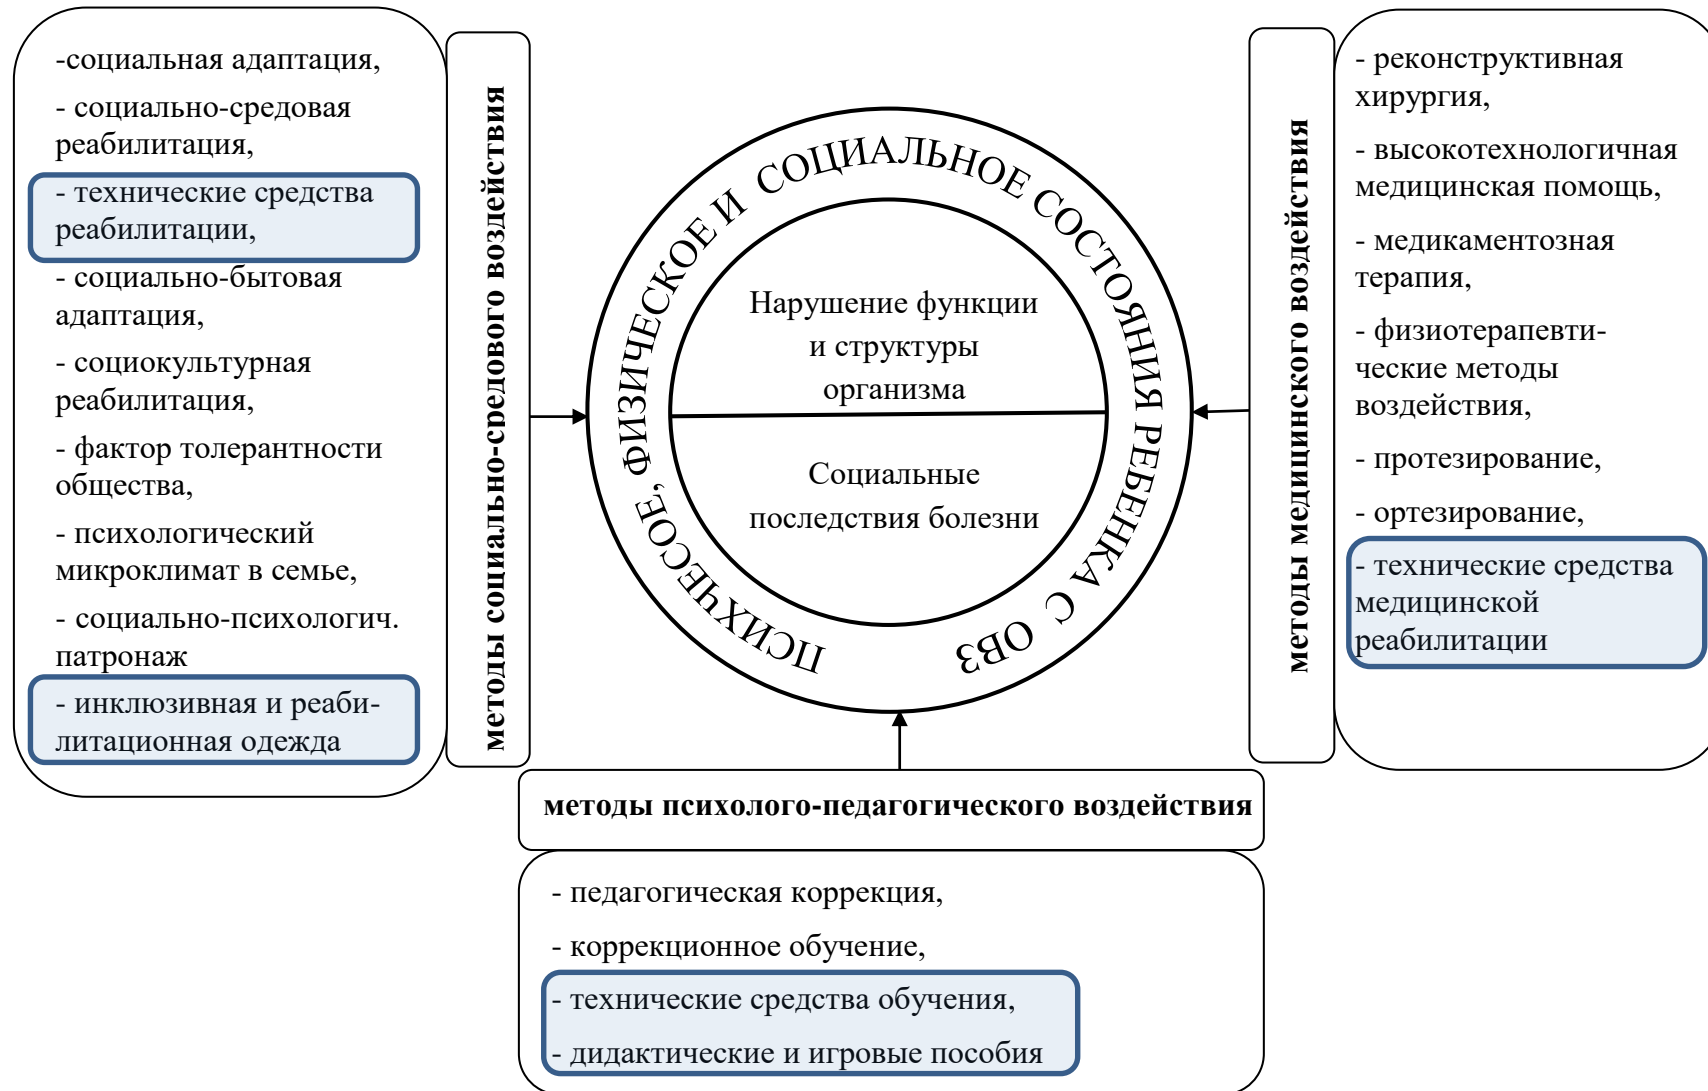 -социальная адаптация,
- социально-средовая
реабилитация,
- технические средства
реабилитации,
- социально-бытовая
адаптация,
- социокультурная
реабилитация,
- фактор толерантности
общества,
- психологический
микроклимат в семье,
- социально-психологич.
патронаж
- инклюзивная и реаби-
литационная одежда
методы социально-средового воздействия
ПСИХИЧЕСОЕ, ФИЗИЧЕСКОЕ И СОЦИАЛЬНОЕ СОСТОЯНИЯ РЕБЕНКА С ОВЗ
Нарушение функции
и структуры
организма
Социальные
последствия болезни
методы медицинского воздействия
- реконструктивная
хирургия,
- высокотехнологичная
медицинская помощь,
- медикаментозная
терапия,
- физиотерапевти-
ческие методы
воздействия,
- протезирование,
- ортезирование,
- технические средства
медицинской
реабилитации
методы психолого-педагогического воздействия
- педагогическая коррекция,
- коррекционное обучение,
- технические средства обучения,
- дидактические и игровые пособия